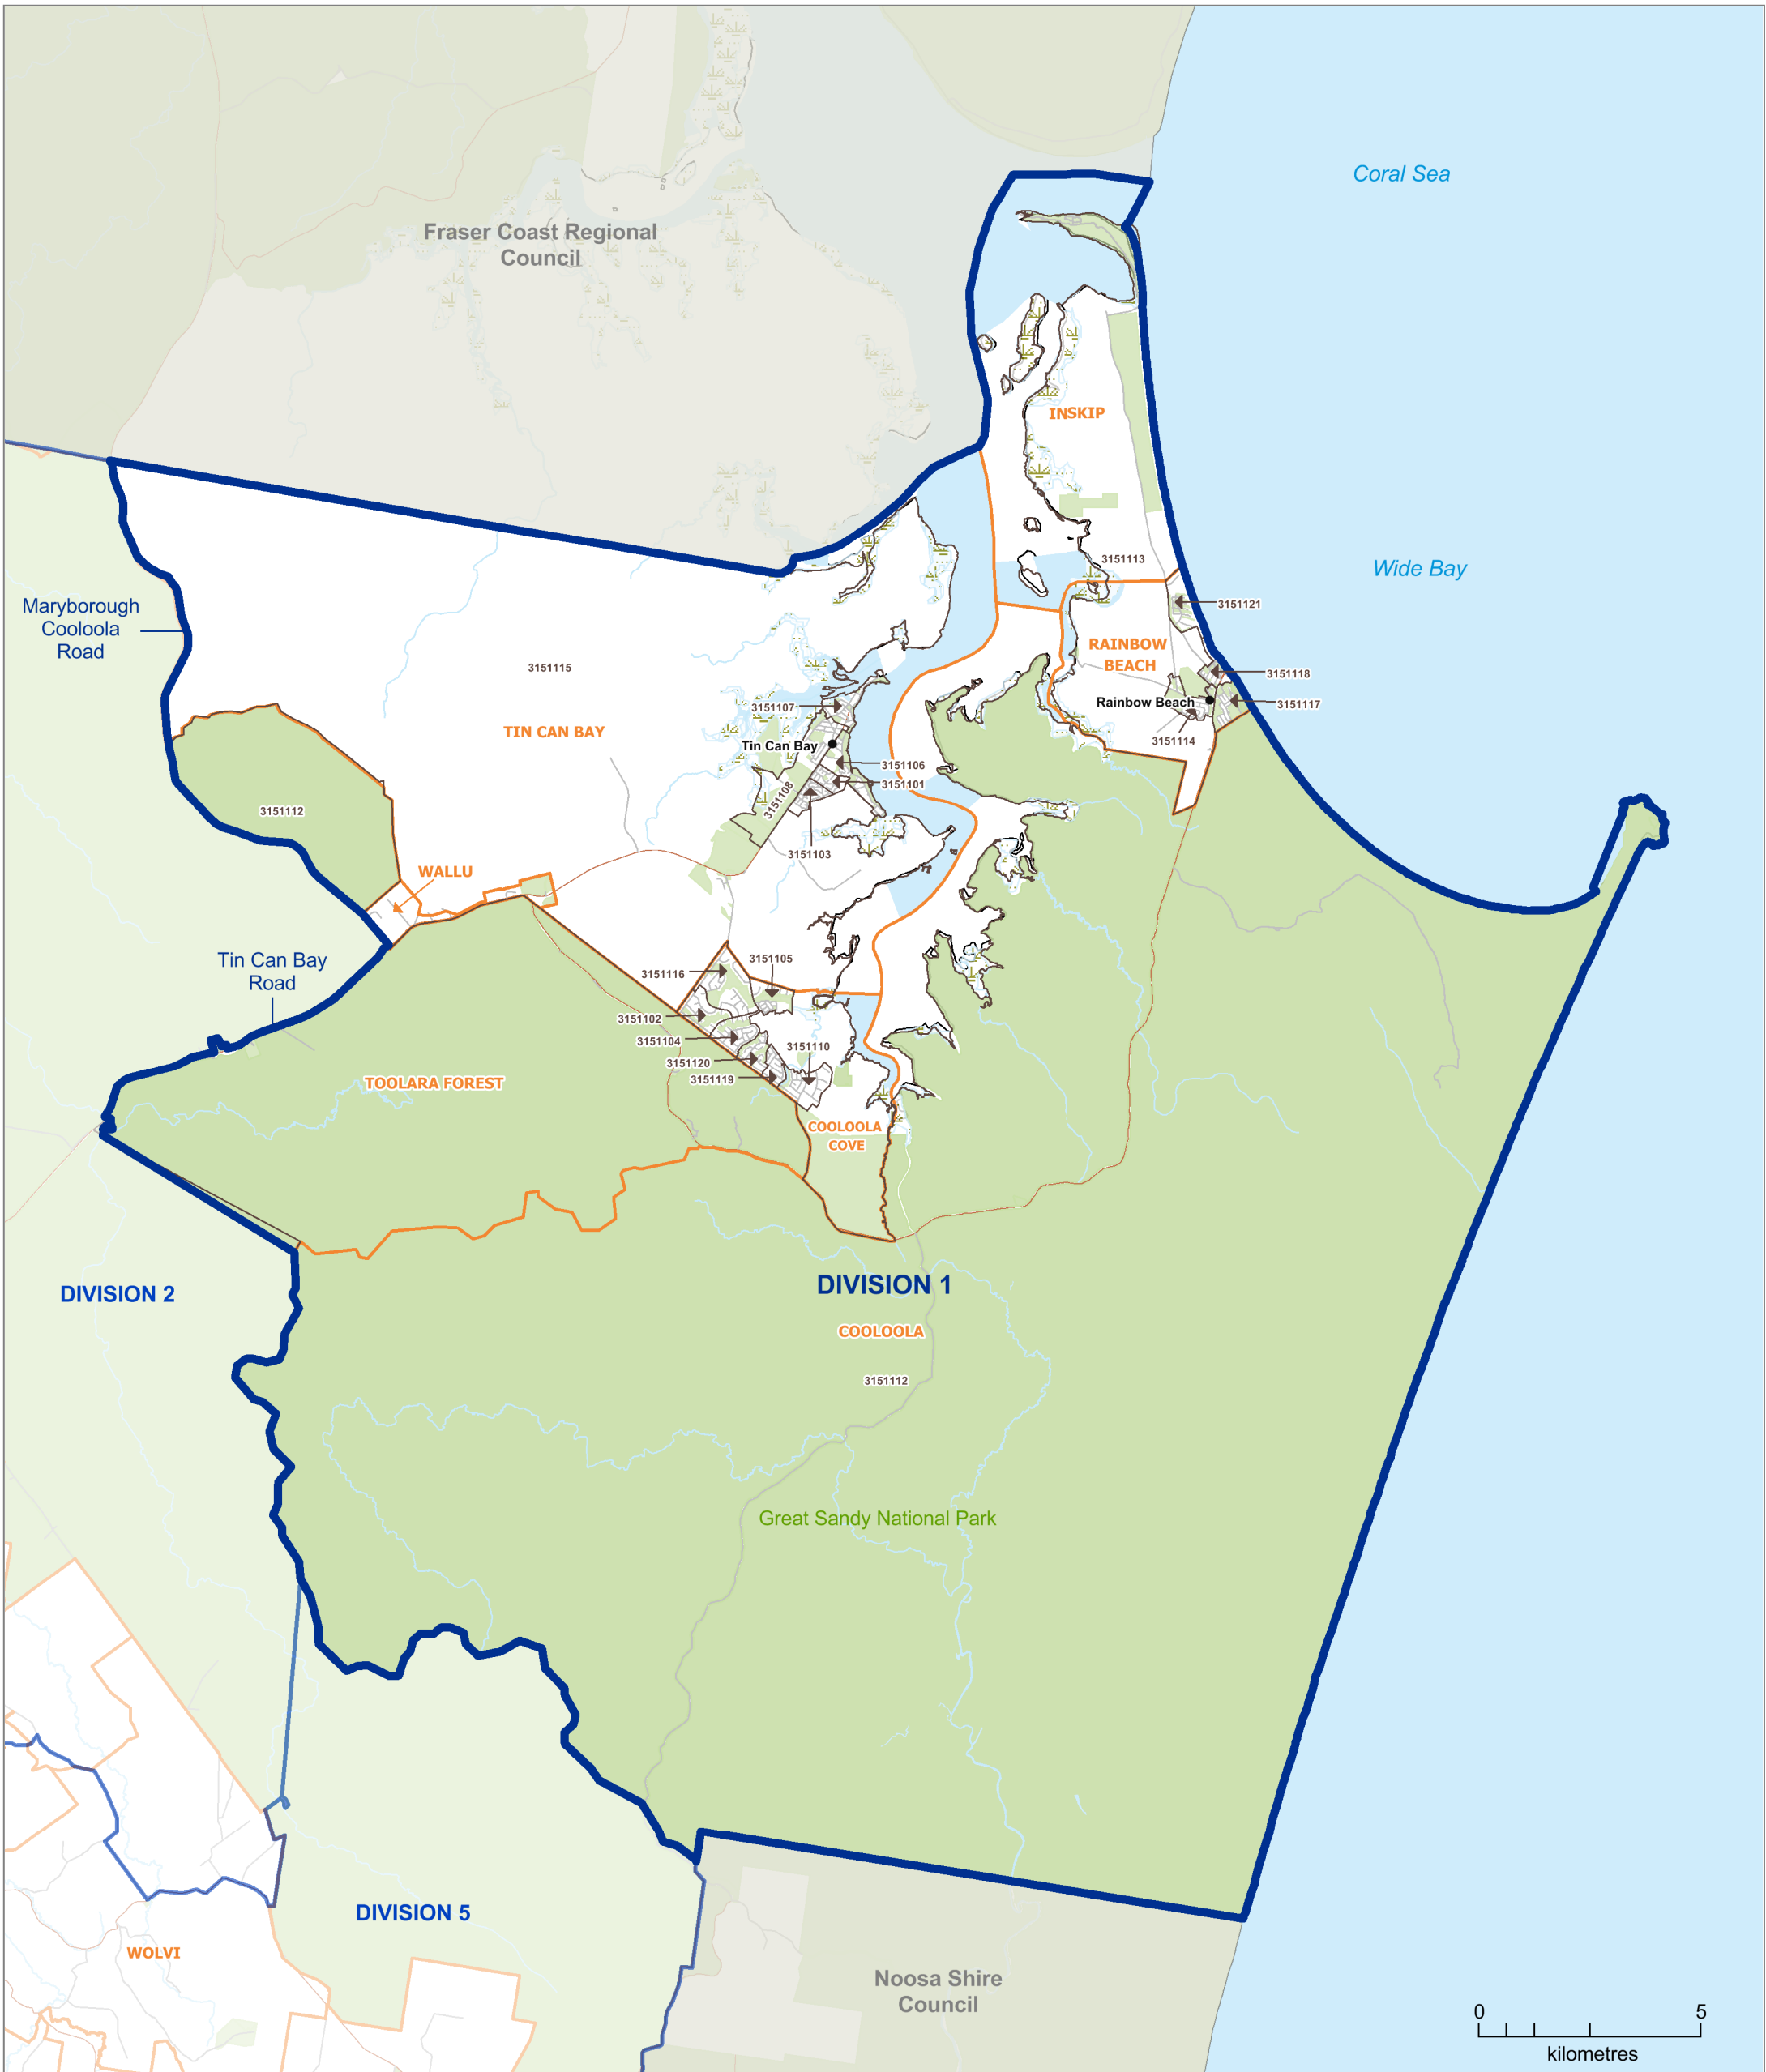 Coral Sea
Fraser Coast Regional
Council
INSKIP
3151113
Wide Bay
Maryborough
Cooloola
Road
3151121
RAINBOW
BEACH
3151115
3151118
Rainbow Beach
3151117
3151107
TIN CAN BAY
3151114
Tin Can Bay
3151106
3151101
3151108
3151112
3151103
WALLU
Tin Can Bay
Road
3151116
3151105
3151102
3151104
3151110
3151120
3151119
TOOLARA FOREST
COOLOOLA
COVE
DIVISION 1
DIVISION 2
COOLOOLA
3151112
Great Sandy National Park
DIVISION 5
WOLVI
Noosa Shire
Council
0 5
kilometres